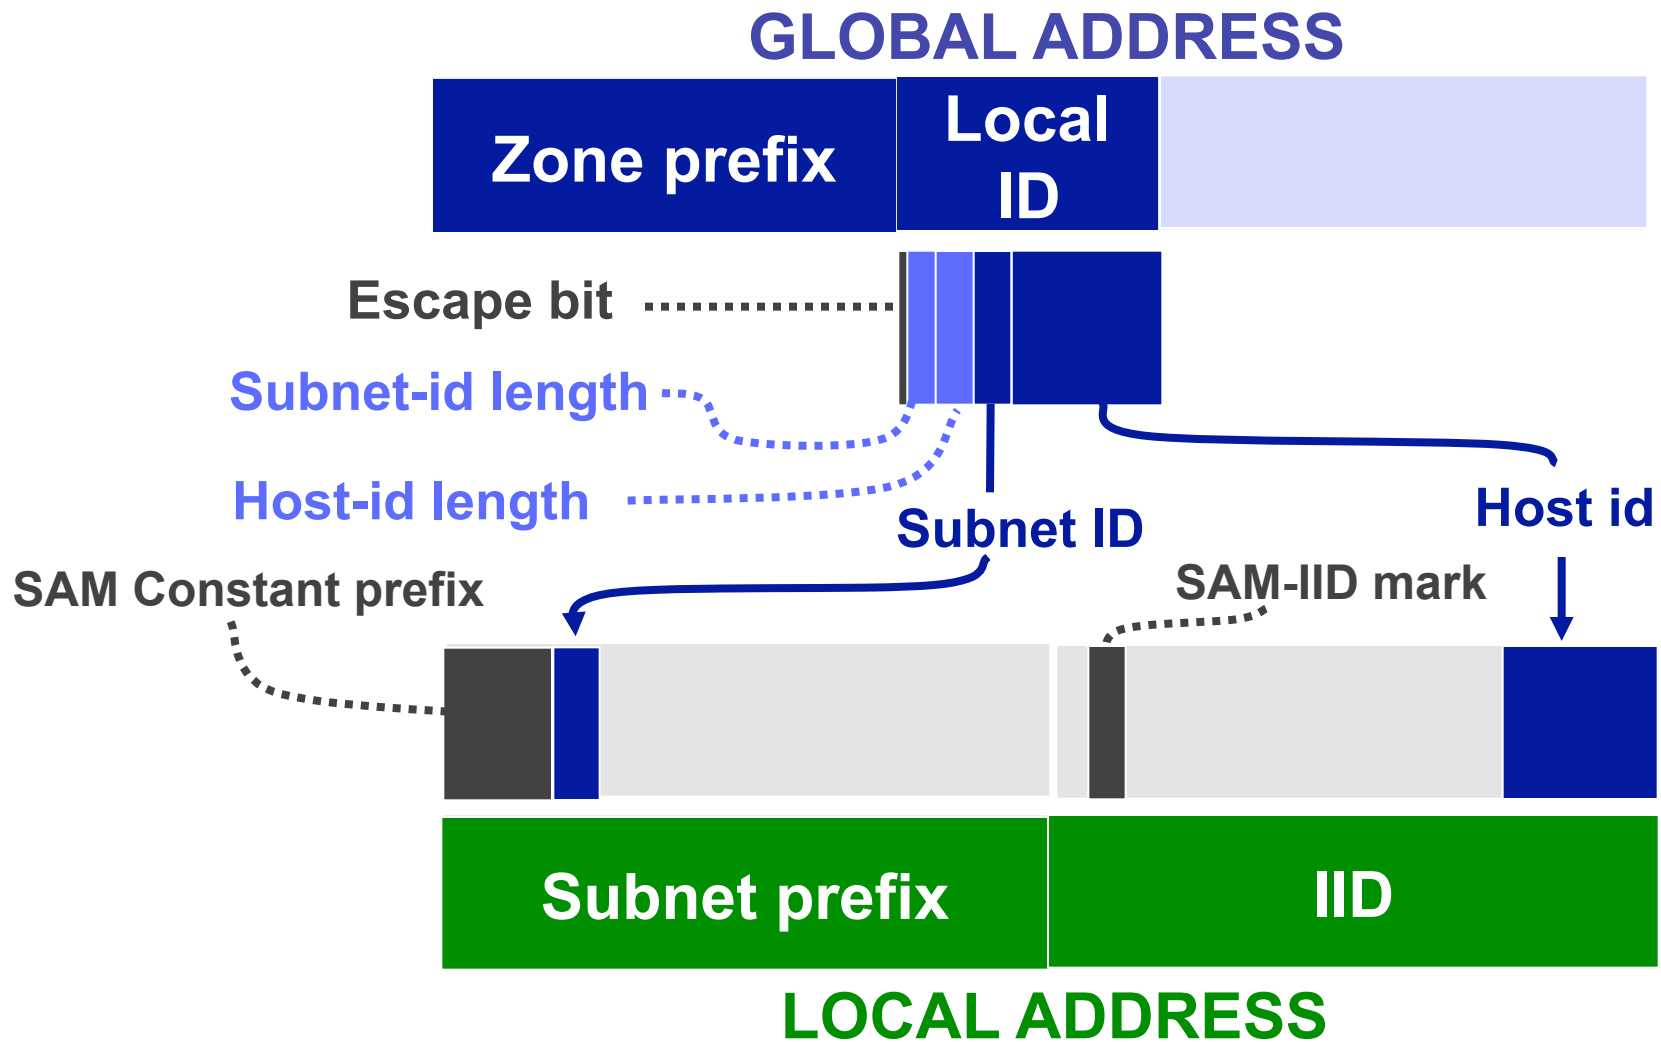 GLOBAL ADDRESS
Zone prefix
Local
ID
Escape bit
Subnet-id length
Host-id length
Subnet ID
Host id
SAM Constant prefix
SAM-IID mark
Subnet prefix
IID
LOCAL ADDRESS